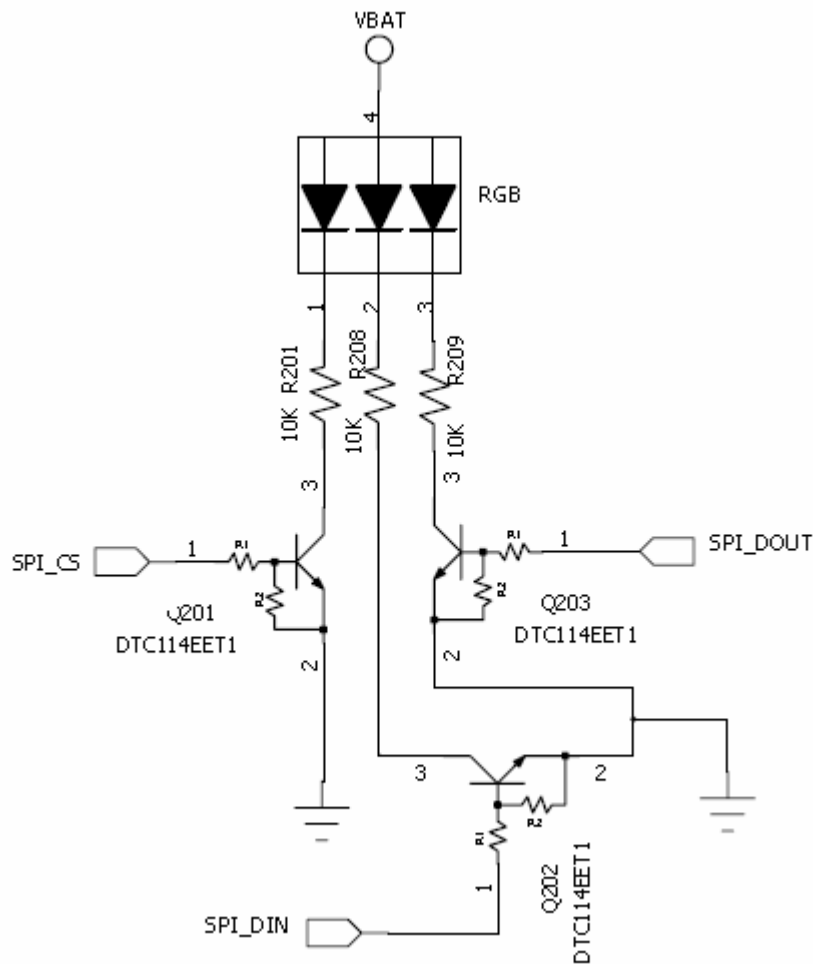 VBAT
4
RGB
1
2
3
R201
10K
R208
10K
R209
10K
3
3
SPI_CS
1
R1
R2
Q201
DTC114EET1
2
R1
1
SPI_DOUT
R2
Q203
DTC114EET1
2
3
2
R2
R1
1
Q202
DTC114EET1
SPI_DIN